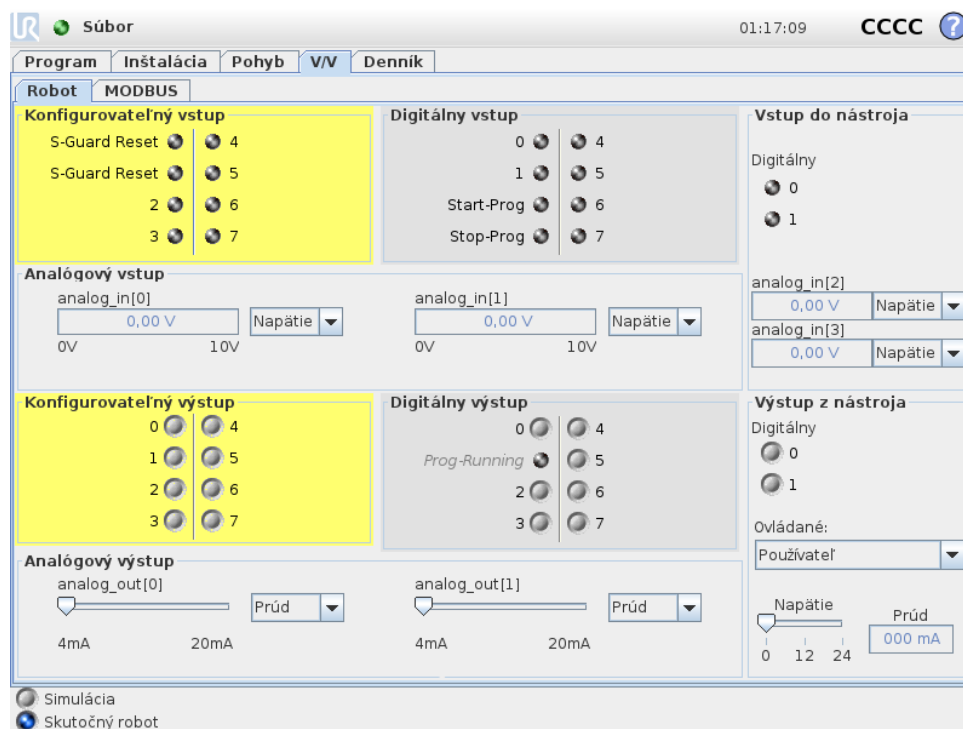 UR Súbor 01:17:09 CCCC ?
Program Inštalácia Pohyb V/V Denník
Robot MODBUS
Konfigurovateľný vstup
S-Guard Reset 4
S-Guard Reset 5
2 6
3 7
Digitálny vstup
0 4
1 5
Start-Prog 6
Stop-Prog 7
Vstup do nástroja
Digitálny
0
1
analog_in[2]
0,00 V Napätie
analog_in[3]
0,00 V Napätie
Analógový vstup
analog_in[0]
0,00 V Napätie
0V 10V
analog_in[1]
0,00 V Napätie
0V 10V
Konfigurovateľný výstup
0 4
1 5
2 6
3 7
Digitálny výstup
0 4
Prog-Running 5
2 6
3 7
Výstup z nástroja
Digitálny
0
1
Ovládané:
Používateľ
Napätie
0 12 24
Prúd
000 mA
Analógový výstup
analog_out[0]
Prúd
4mA 20mA
analog_out[1]
Prúd
4mA 20mA
Simulácia
Skutočný robot